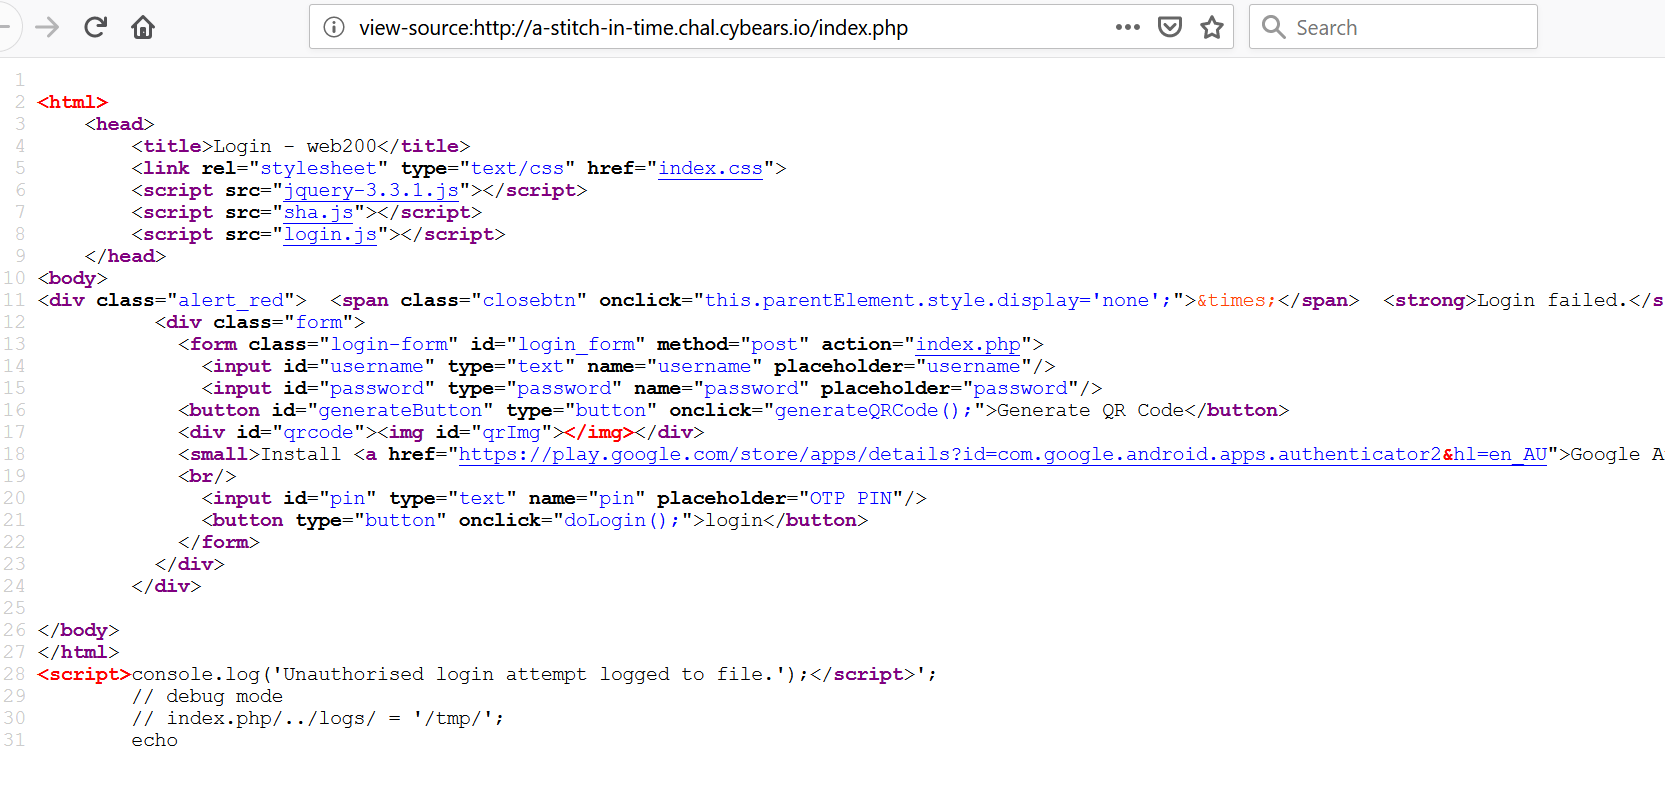 view-source:http://a-stitch-in-time.chal.cybears.io/index.php
Search
1
2 <html>
3 <head>
4 <title>Login - web200</title>
5 <link rel="stylesheet" type="text/css" href="index.css">
6 <script src="jquery-3.3.1.js"></script>
7 <script src="sha.js"></script>
8 <script src="login.js"></script>
9 </head>
10 <body>
11 <div class="alert_red">  <span class="closebtn" onclick="this.parentElement.style.display='none';">&times;</span>  <strong>Login failed.</s
12 <div class="form">
13 <form class="login-form" id="login_form" method="post" action="index.php">
14 <input id="username" type="text" name="username" placeholder="username"/>
15 <input id="password" type="password" name="password" placeholder="password"/>
16 <button id="generateButton" type="button" onclick="generateQRCode();">Generate QR Code</button>
17 <div id="qrcode"><img id="qrImg"></img></div>
18 <small>Install <a href="https://play.google.com/store/apps/details?id=com.google.android.apps.authenticator2&hl=en_AU">Google A
19 <br/>
20 <input id="pin" type="text" name="pin" placeholder="OTP PIN"/>
21 <button type="button" onclick="doLogin();">login</button>
22 </form>
23 </div>
24 </div>
25
26 </body>
27 </html>
28 <script>console.log('Unauthorised login attempt logged to file.');</script>';
29 // debug mode
30 // index.php/../logs/ = '/tmp/';
31 echo